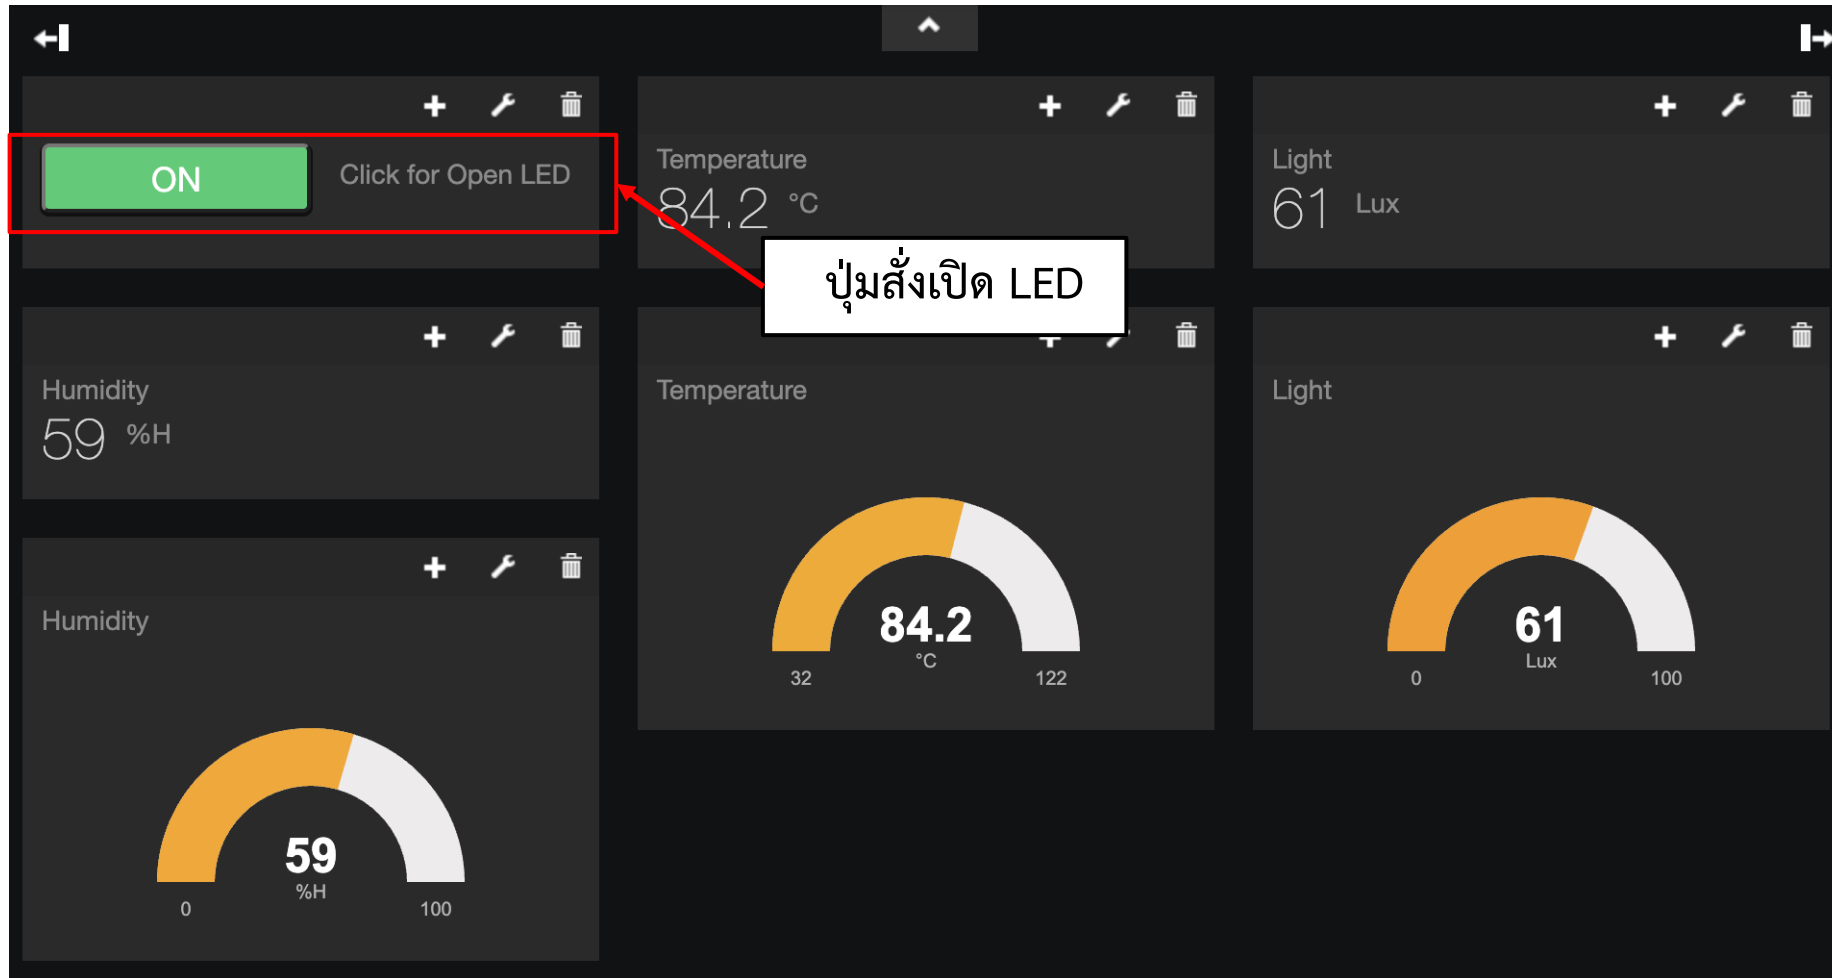 ON
Click for Open LED
Temperature
84.2 °C
Light
61 Lux
ปุ่มสั่งเปิด LED
Humidity
59 %H
Temperature
84.2
°C
32
122
Light
61
Lux
0
100
Humidity
59
%H
0
100